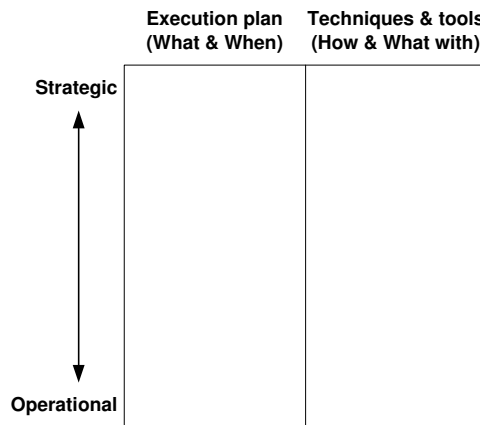 Execution plan
(What & When)
Techniques & tools
(How & What with)
Strategic
Operational